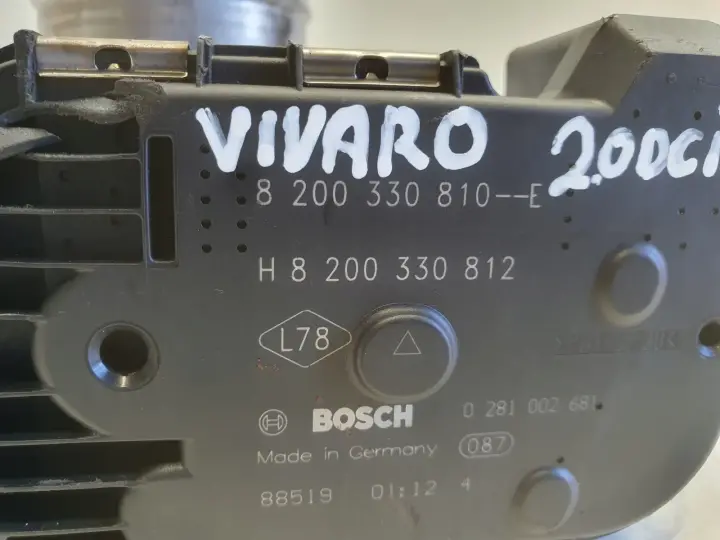 VIVARO 2.0DCi
8 200 330 810--E
H 8 200 330 812
L78
BOSCH 0 281 002 681
Made in Germany 087
88519 01:12 4